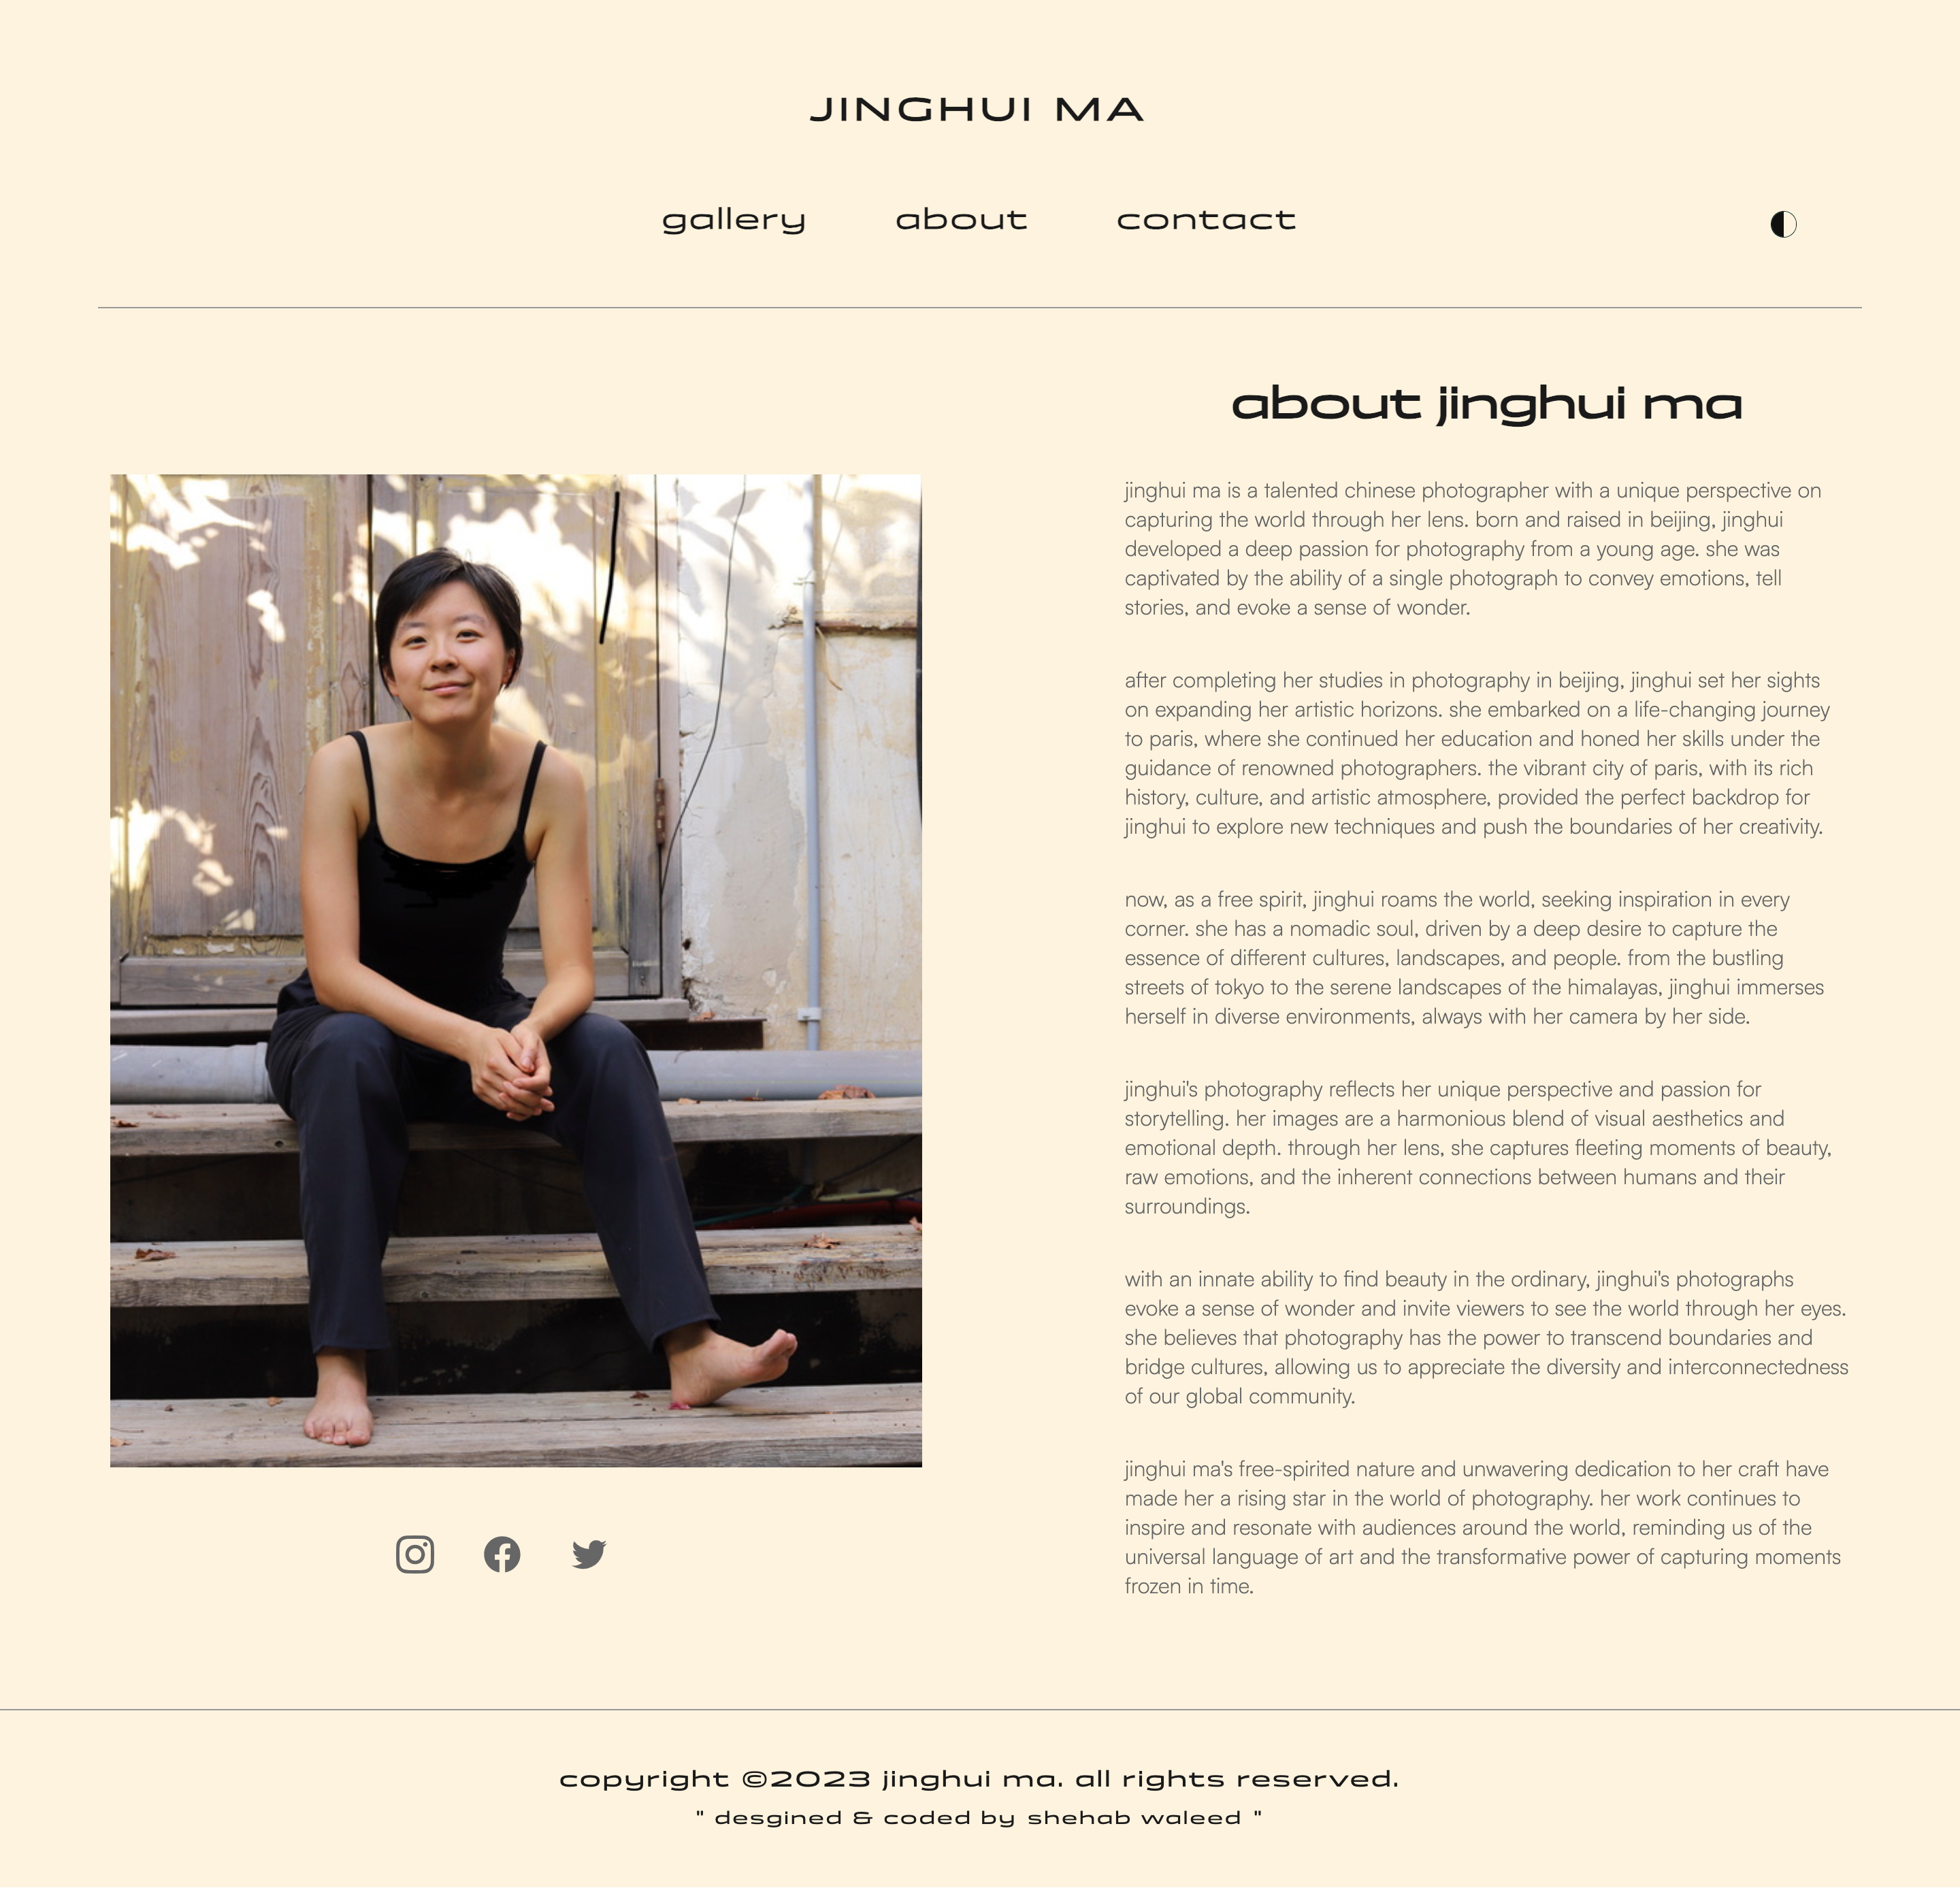 JINGHUI MA
gallery about contact
about jinghui ma
jinghui ma is a talented chinese photographer with a unique perspective on
capturing the world through her lens. born and raised in beijing, jinghui
developed a deep passion for photography from a young age. she was
captivated by the ability of a single photograph to convey emotions, tell
stories, and evoke a sense of wonder.
after completing her studies in photography in beijing, jinghui set her sights
on expanding her artistic horizons. she embarked on a life-changing journey
to paris, where she continued her education and honed her skills under the
guidance of renowned photographers. the vibrant city of paris, with its rich
history, culture, and artistic atmosphere, provided the perfect backdrop for
jinghui to explore new techniques and push the boundaries of her creativity.
now, as a free spirit, jinghui roams the world, seeking inspiration in every
corner. she has a nomadic soul, driven by a deep desire to capture the
essence of different cultures, landscapes, and people. from the bustling
streets of tokyo to the serene landscapes of the himalayas, jinghui immerses
herself in diverse environments, always with her camera by her side.
jinghui's photography reflects her unique perspective and passion for
storytelling. her images are a harmonious blend of visual aesthetics and
emotional depth. through her lens, she captures fleeting moments of beauty,
raw emotions, and the inherent connections between humans and their
surroundings.
with an innate ability to find beauty in the ordinary, jinghui's photographs
evoke a sense of wonder and invite viewers to see the world through her eyes.
she believes that photography has the power to transcend boundaries and
bridge cultures, allowing us to appreciate the diversity and interconnectedness
of our global community.
jinghui ma's free-spirited nature and unwavering dedication to her craft have
made her a rising star in the world of photography. her work continues to
inspire and resonate with audiences around the world, reminding us of the
universal language of art and the transformative power of capturing moments
frozen in time.
copyright ©2023 jinghui ma. all rights reserved.
" desgined & coded by shehab waleed "